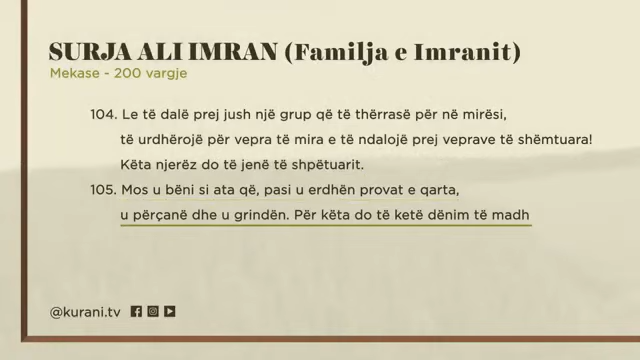 SURJA ALI IMRAN (Familja e Imranit)
Mekase - 200 vargje
104. Le të dalë prej jush një grup që të thërrasë për në mirësi,
të urdhërojë për vepra të mira e të ndalojë prej veprave të shëmtuara!
Këta njerëz do të jenë të shpëtuarit.
105. Mos u bëni si ata që, pasi u erdhën provat e qarta,
u përçanë dhe u grindën. Për këta do të ketë dënim të madh
@kurani.tv